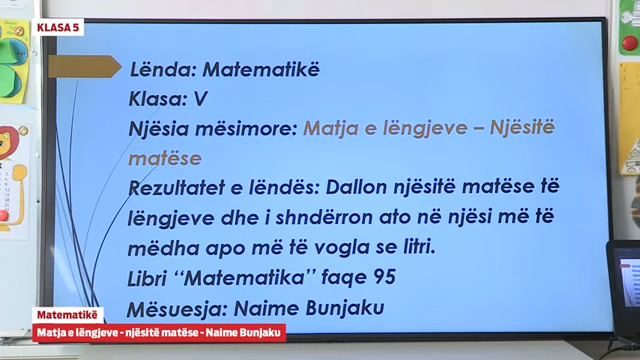 KLASA 5
Lënda: Matematikë
Klasa: V
Njësia mësimore: Matja e lëngjeve – Njësitë
matëse
Rezultatet e lëndës: Dallon njësitë matëse të
lëngjeve dhe i shndërron ato në njësi më të
mëdha apo më të vogla se litri.
Libri ‘‘Matematika’’ faqe 95
Mësuesja: Naime Bunjaku
Matematikë
Matja e lëngjeve - njësitë matëse - Naime Bunjaku